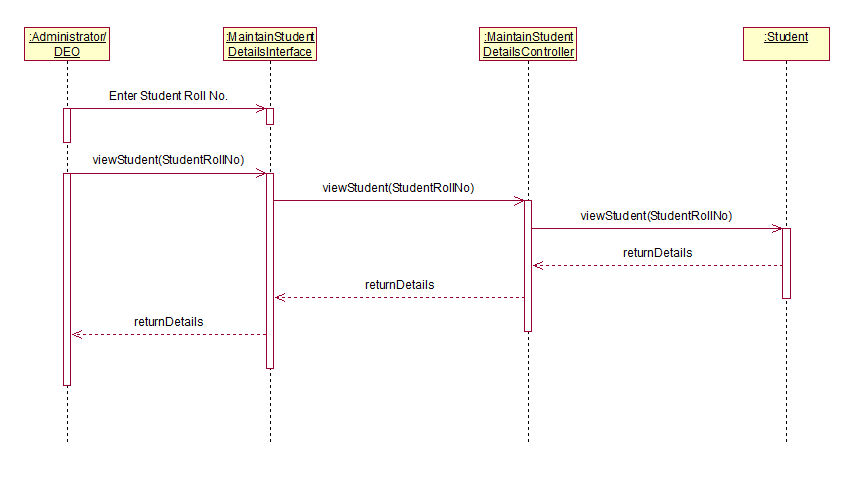 :Administrator/
DEO
:MaintainStudent
DetailsInterface
:MaintainStudent
DetailsController
:Student
Enter Student Roll No.
viewStudent(StudentRollNo)
viewStudent(StudentRollNo)
viewStudent(StudentRollNo)
returnDetails
returnDetails
returnDetails